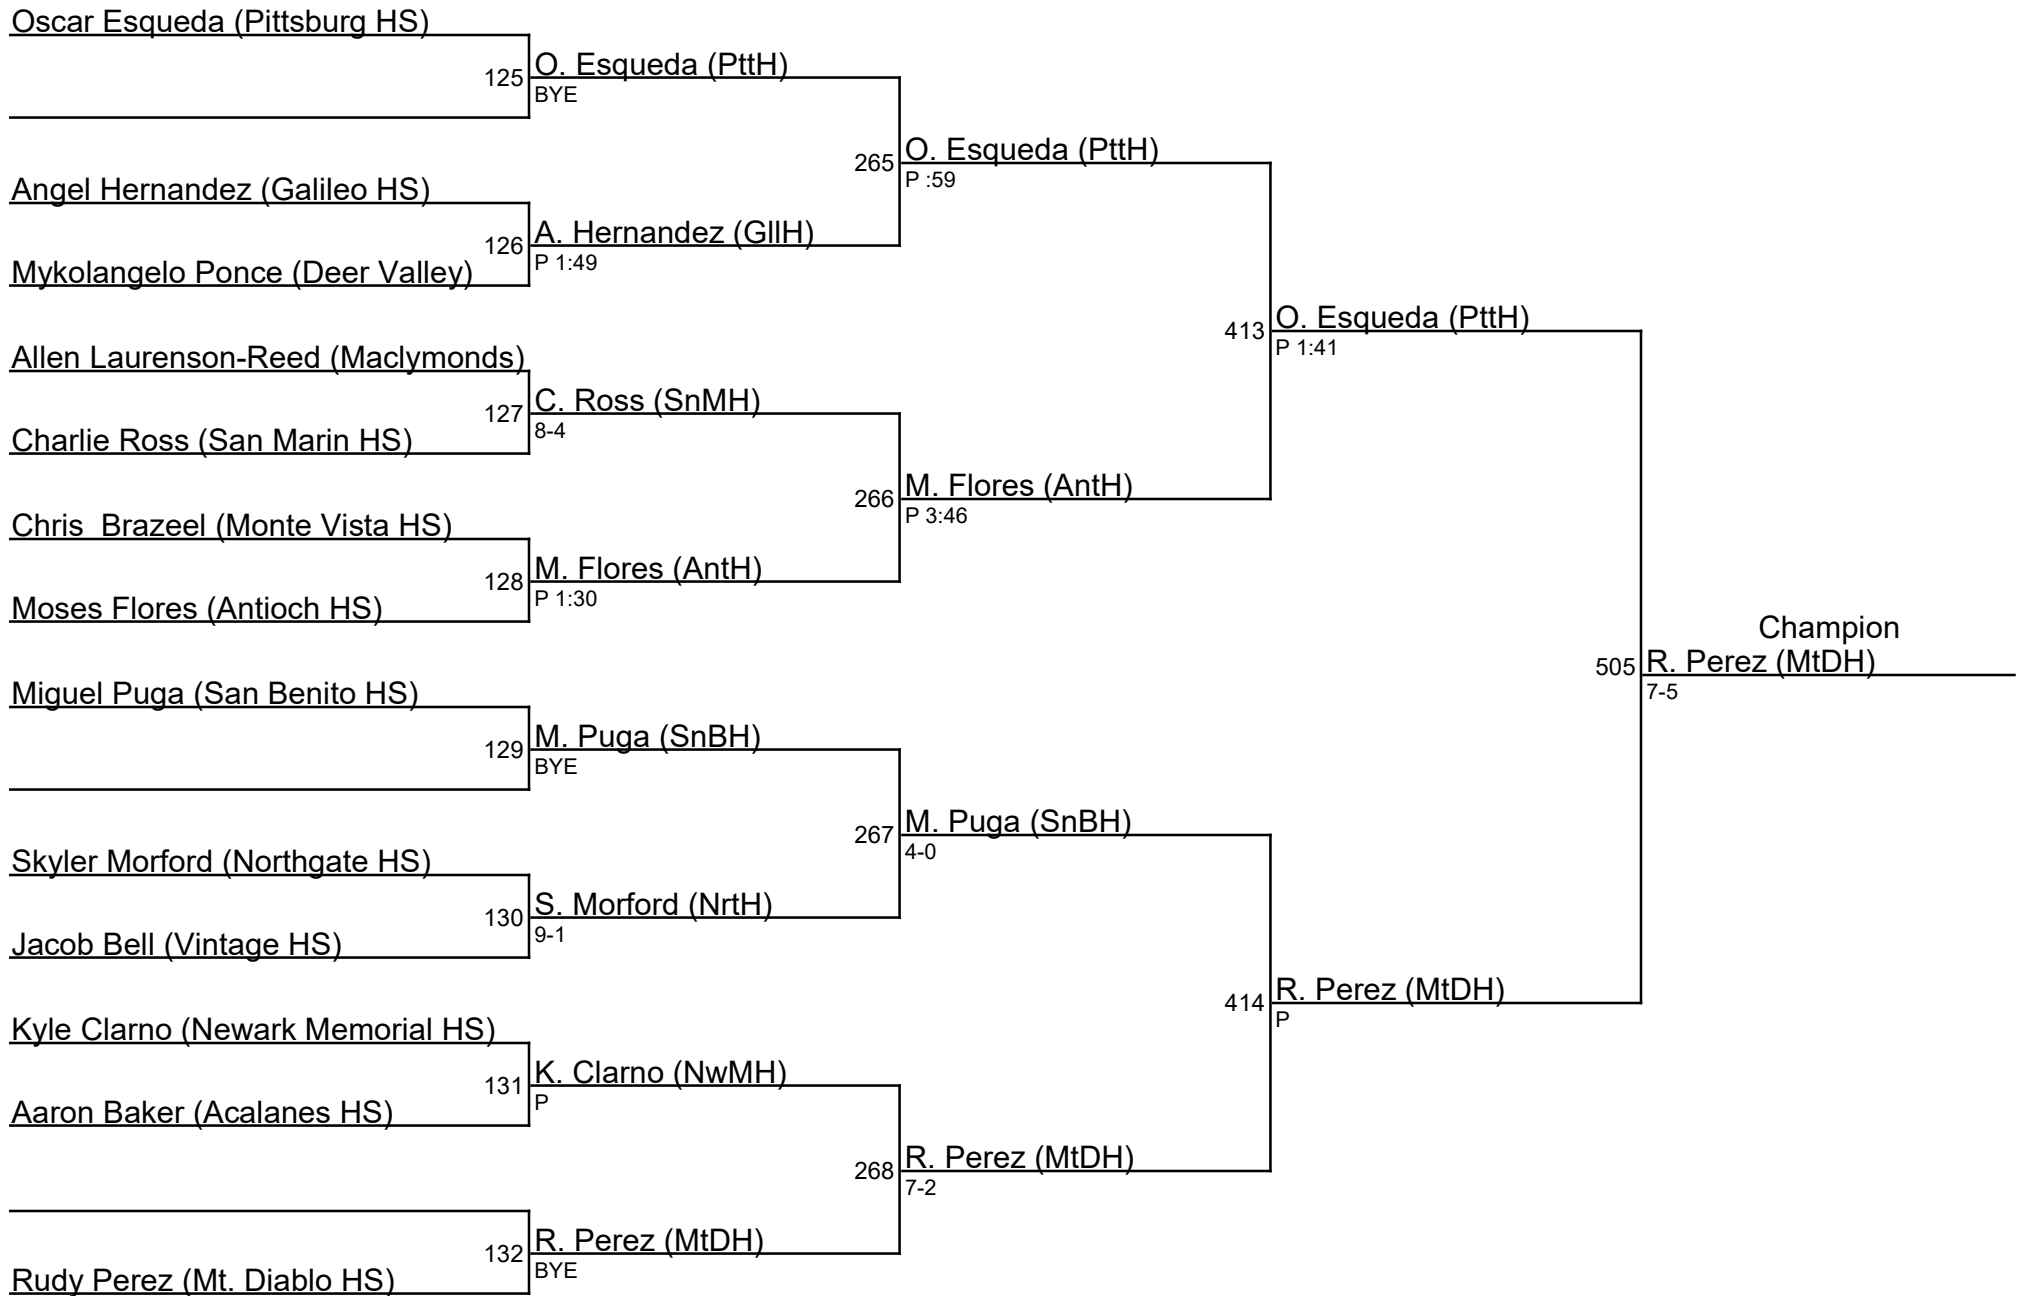 Oscar Esqueda (Pittsburg HS)
125
O. Esqueda (PttH)
BYE
Angel Hernandez (Galileo HS)
126
A. Hernandez (GllH)
P 1:49
Mykolangelo Ponce (Deer Valley)
265
O. Esqueda (PttH)
P :59
Allen Laurenson-Reed (Maclymonds)
127
C. Ross (SnMH)
8-4
Charlie Ross (San Marin HS)
Chris  Brazeel (Monte Vista HS)
128
M. Flores (AntH)
P 1:30
Moses Flores (Antioch HS)
266
M. Flores (AntH)
P 3:46
413
O. Esqueda (PttH)
P 1:41
Miguel Puga (San Benito HS)
129
M. Puga (SnBH)
BYE
Skyler Morford (Northgate HS)
130
S. Morford (NrtH)
9-1
Jacob Bell (Vintage HS)
267
M. Puga (SnBH)
4-0
Kyle Clarno (Newark Memorial HS)
131
K. Clarno (NwMH)
P
Aaron Baker (Acalanes HS)
132
R. Perez (MtDH)
BYE
Rudy Perez (Mt. Diablo HS)
268
R. Perez (MtDH)
7-2
414
R. Perez (MtDH)
P
Champion
505
R. Perez (MtDH)
7-5